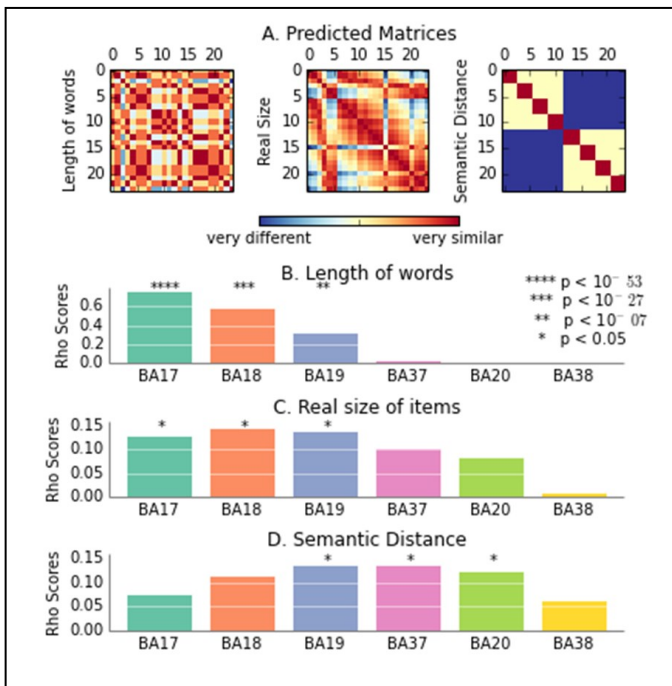 A. Predicted Matrices
0 5 10 15 20
0 5 10 15 20
0 5 10 15 20
Length of words
0
5
10
15
20
Real Size
0
5
10
15
20
Semantic Distance
0
5
10
15
20
very different
very similar
B. Length of words
Rho Scores
0.6
0.4
0.2
0.0
**** *** **
BA17 BA18 BA19 BA37 BA20 BA38
**** p < 10⁻ 53
*** p < 10⁻ 27
** p < 10⁻ 07
* p < 0.05
C. Real size of items
Rho Scores
0.15
0.10
0.05
0.00
* * *
BA17 BA18 BA19 BA37 BA20 BA38
D. Semantic Distance
Rho Scores
0.15
0.10
0.05
0.00
* * *
BA17 BA18 BA19 BA37 BA20 BA38